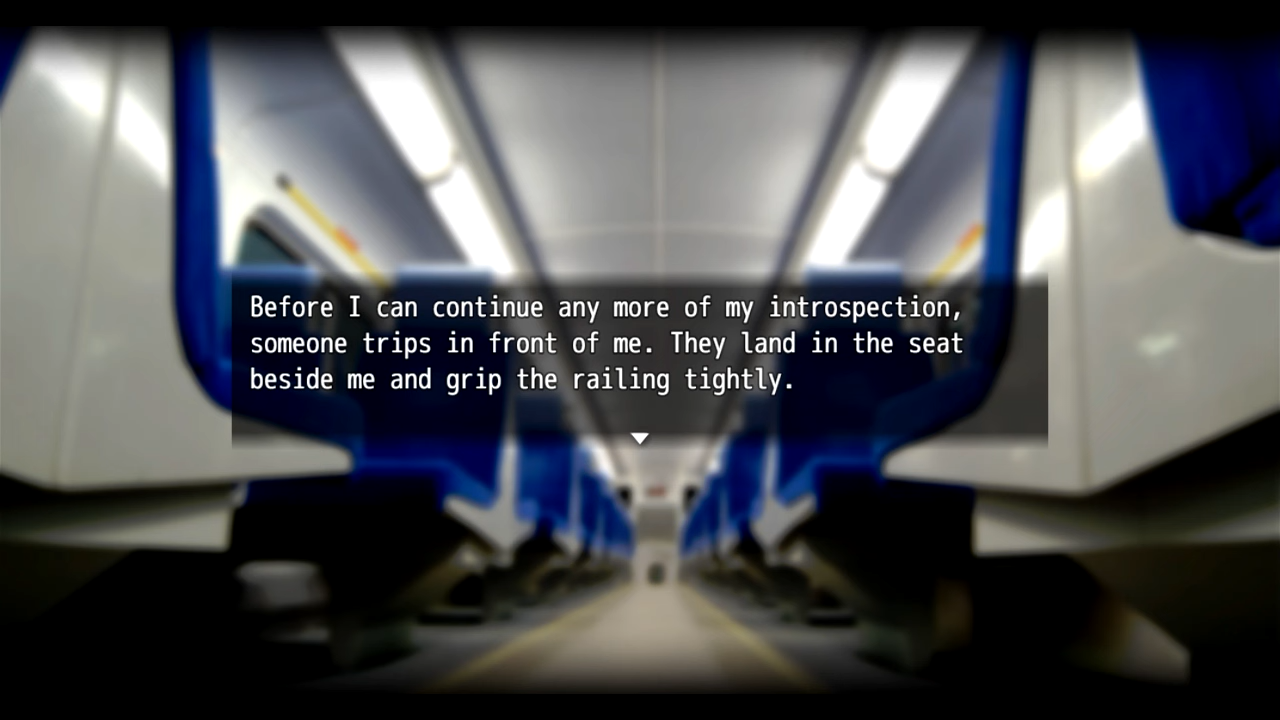 Before I can continue any more of my introspection,
someone trips in front of me. They land in the seat
beside me and grip the railing tightly.